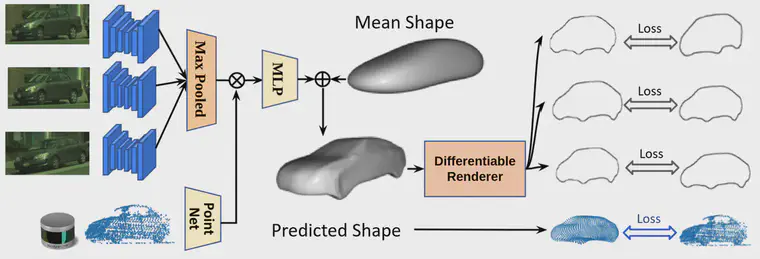 Mean Shape
Max Pooled
MLP
Point
Net
Differentiable
Renderer
Predicted Shape
Loss
Loss
Loss
Loss